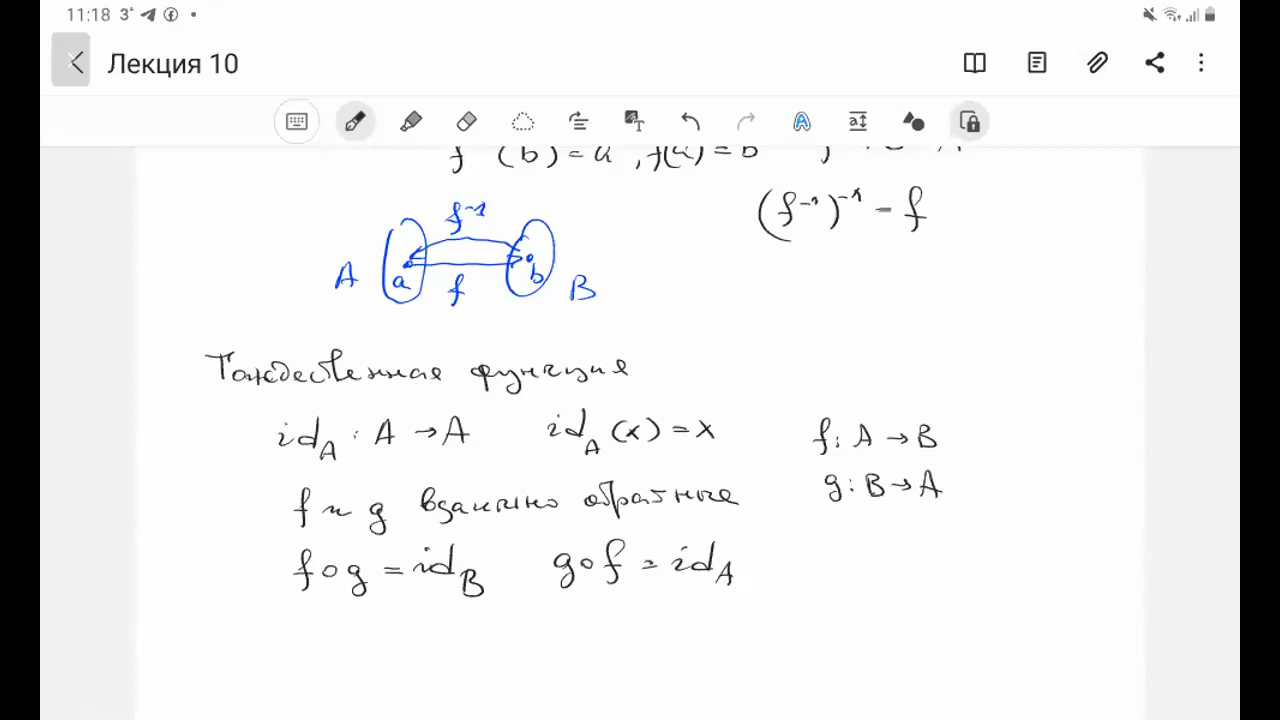 11:18 3°
Лекция 10
f (b) = a , f(a) = b
(f⁻¹)⁻¹ = f
f⁻¹
A a f b B
Тождественная функция
id_A : A → A id_A (x) = x f : A → B
f и g взаимно обратные g : B → A
f ∘ g = id_B g ∘ f = id_A